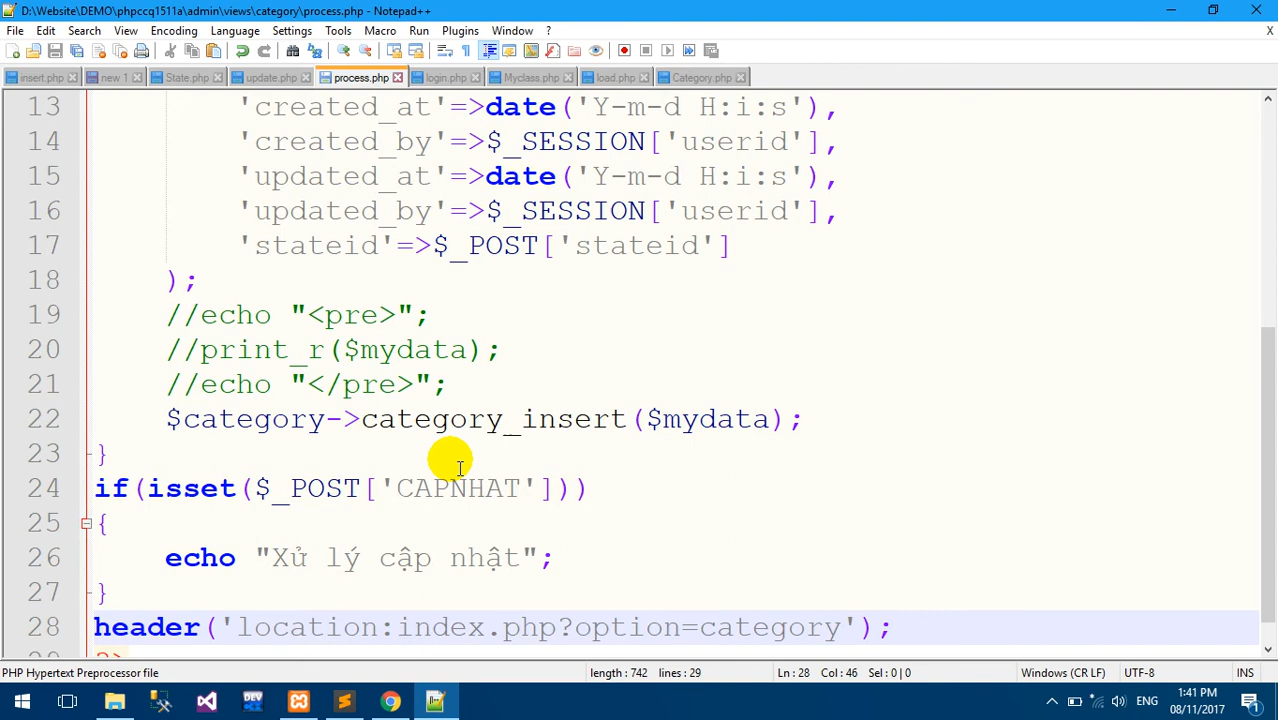 D:\Website\DEMO\phpccq1511a\admin\views\category\process.php - Notepad++
File Edit Search View Encoding Language Settings Tools Macro Run Plugins Window ? X
insert.php new 1 State.php update.php process.php login.php Myclass.php load.php Category.php
13 'created_at'=>date('Y-m-d H:i:s'),
14 'created_by'=>$_SESSION['userid'],
15 'updated_at'=>date('Y-m-d H:i:s'),
16 'updated_by'=>$_SESSION['userid'],
17 'stateid'=>$_POST['stateid']
18 );
19 //echo "<pre>";
20 //print_r($mydata);
21 //echo "</pre>";
22 $category->category_insert($mydata);
23 }
24 if(isset($_POST['CAPNHAT']))
25 {
26 echo "Xử lý cập nhật";
27 }
28 header('location:index.php?option=category');
29 ?>
PHP Hypertext Preprocessor file length : 742 lines : 29 Ln : 28 Col : 46 Sel : 0 | 0 Windows (CR LF) UTF-8 INS
DEV ENG 1:41 PM
08/11/2017